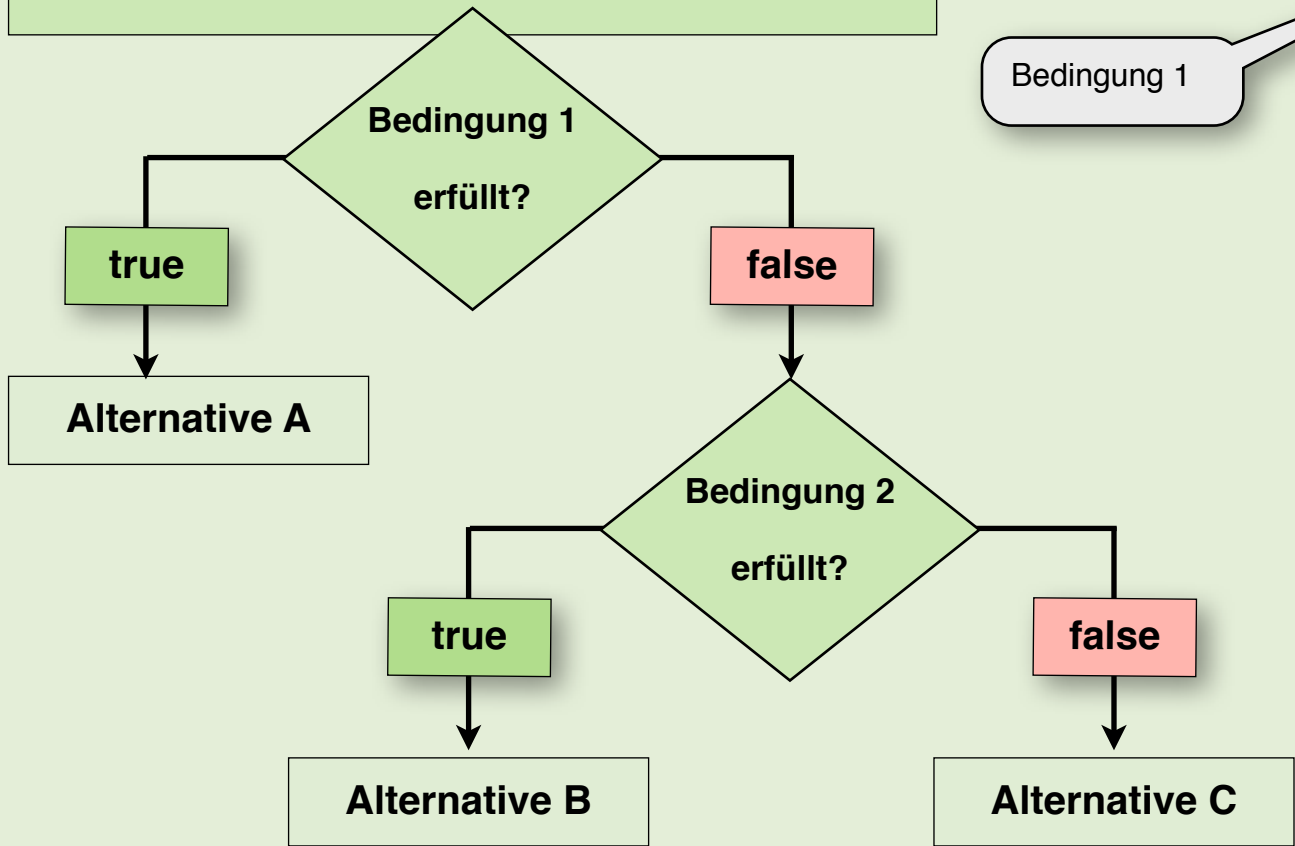 Bedingung 1
Bedingung 1
erfüllt?
true
false
Alternative A
Bedingung 2
erfüllt?
true
false
Alternative B
Alternative C